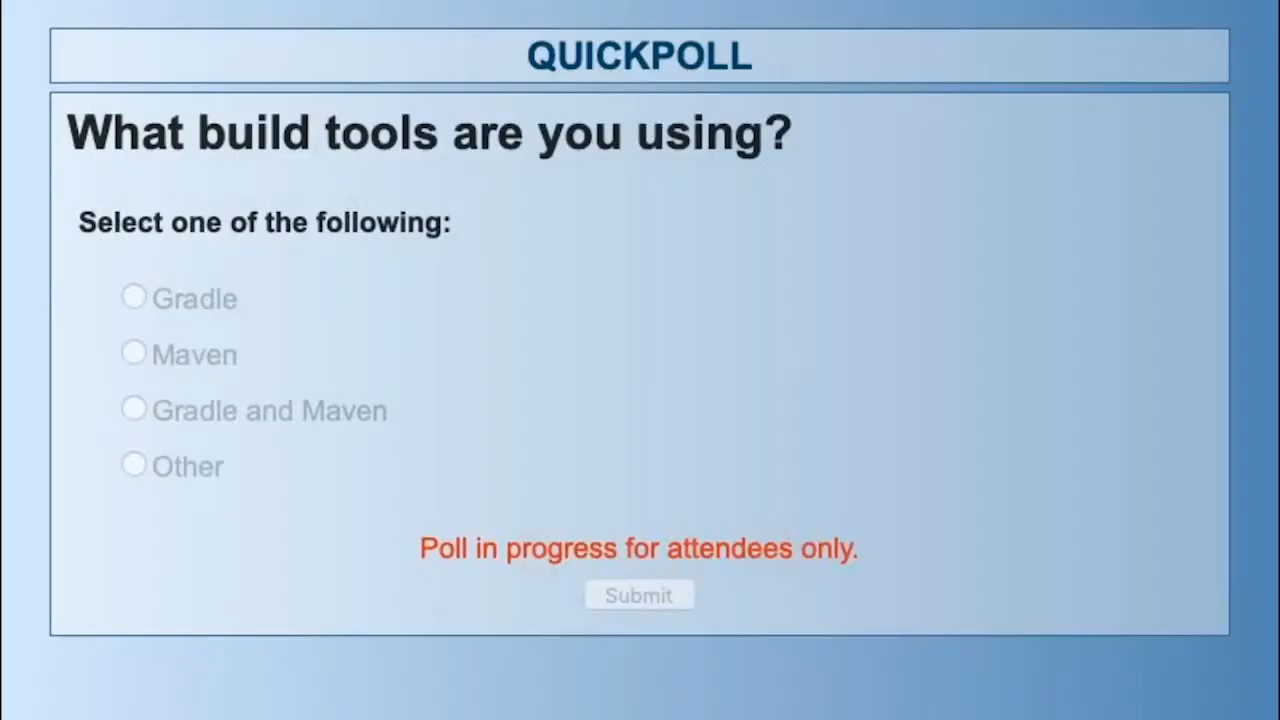 QUICKPOLL
What build tools are you using?
Select one of the following:
Gradle
Maven
Gradle and Maven
Other
Poll in progress for attendees only.
Submit